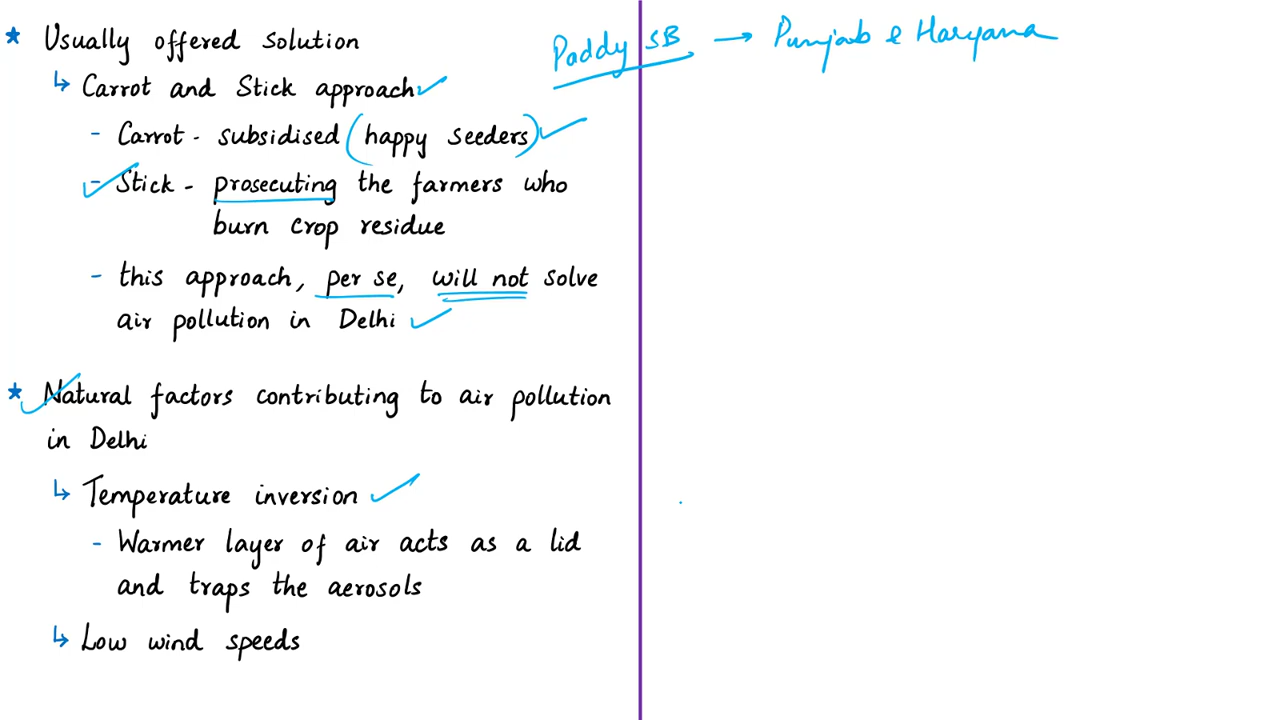 * Usually offered solution
Paddy SB → Punjab & Haryana
↳ Carrot and Stick approach
- Carrot - subsidised (happy seeders)
- Stick - prosecuting the farmers who
burn crop residue
- this approach, per se, will not solve
air pollution in Delhi
* Natural factors contributing to air pollution
in Delhi
↳ Temperature inversion
- Warmer layer of air acts as a lid
and traps the aerosols
↳ Low wind speeds